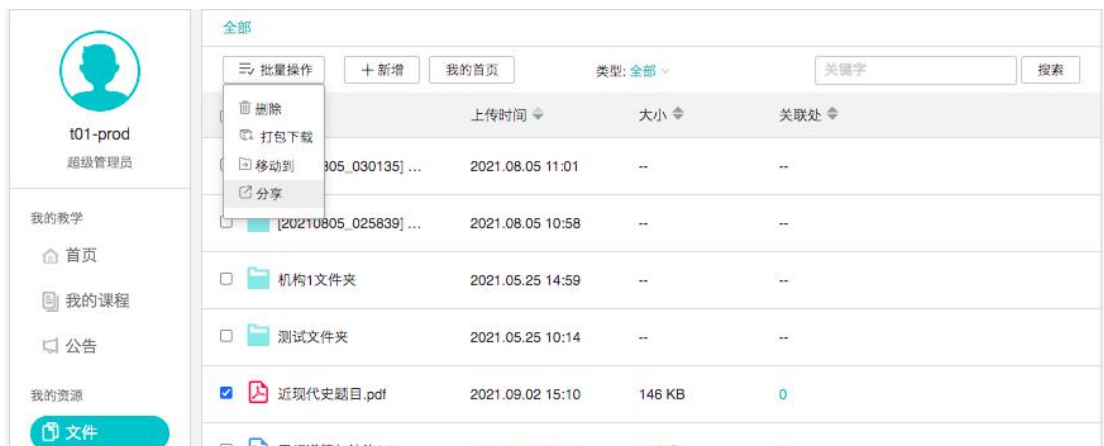 全部
批量操作
新增
我的首页
类型: 全部
关键字
搜索
删除
打包下载
移动到
分享
上传时间
大小
关联处
805_030135] ...
2021.08.05 11:01
--
--
[20210805_025839] ...
2021.08.05 10:58
--
--
机构1文件夹
2021.05.25 14:59
--
--
测试文件夹
2021.05.25 10:14
--
--
近现代史题目.pdf
2021.09.02 15:10
146 KB
0
t01-prod
超级管理员
我的教学
首页
我的课程
公告
我的资源
文件